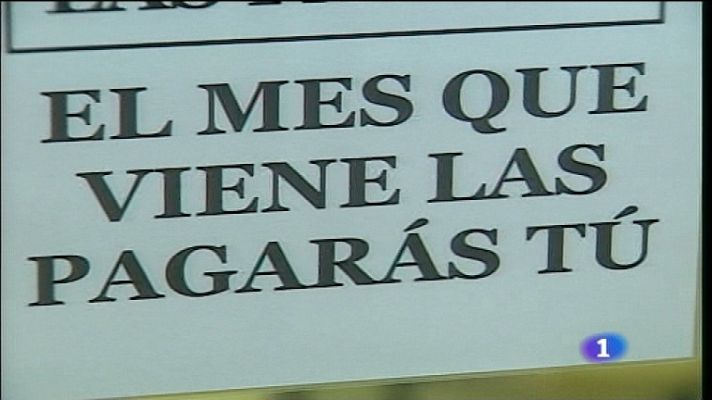 EL MES QUE
VIENE LAS
PAGARÁS TÚ
1